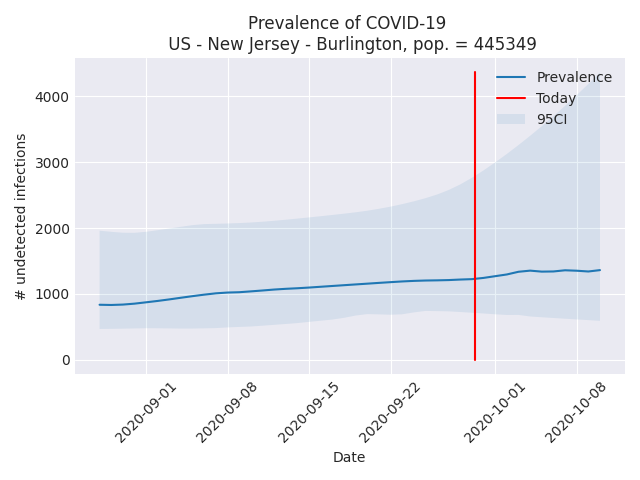 Prevalence of COVID-19
US - New Jersey - Burlington, pop. = 445349
Prevalence
Today
95CI
4000
3000
2000
1000
0
# undetected infections
2020-09-01
2020-09-08
2020-09-15
2020-09-22
2020-10-01
2020-10-08
Date